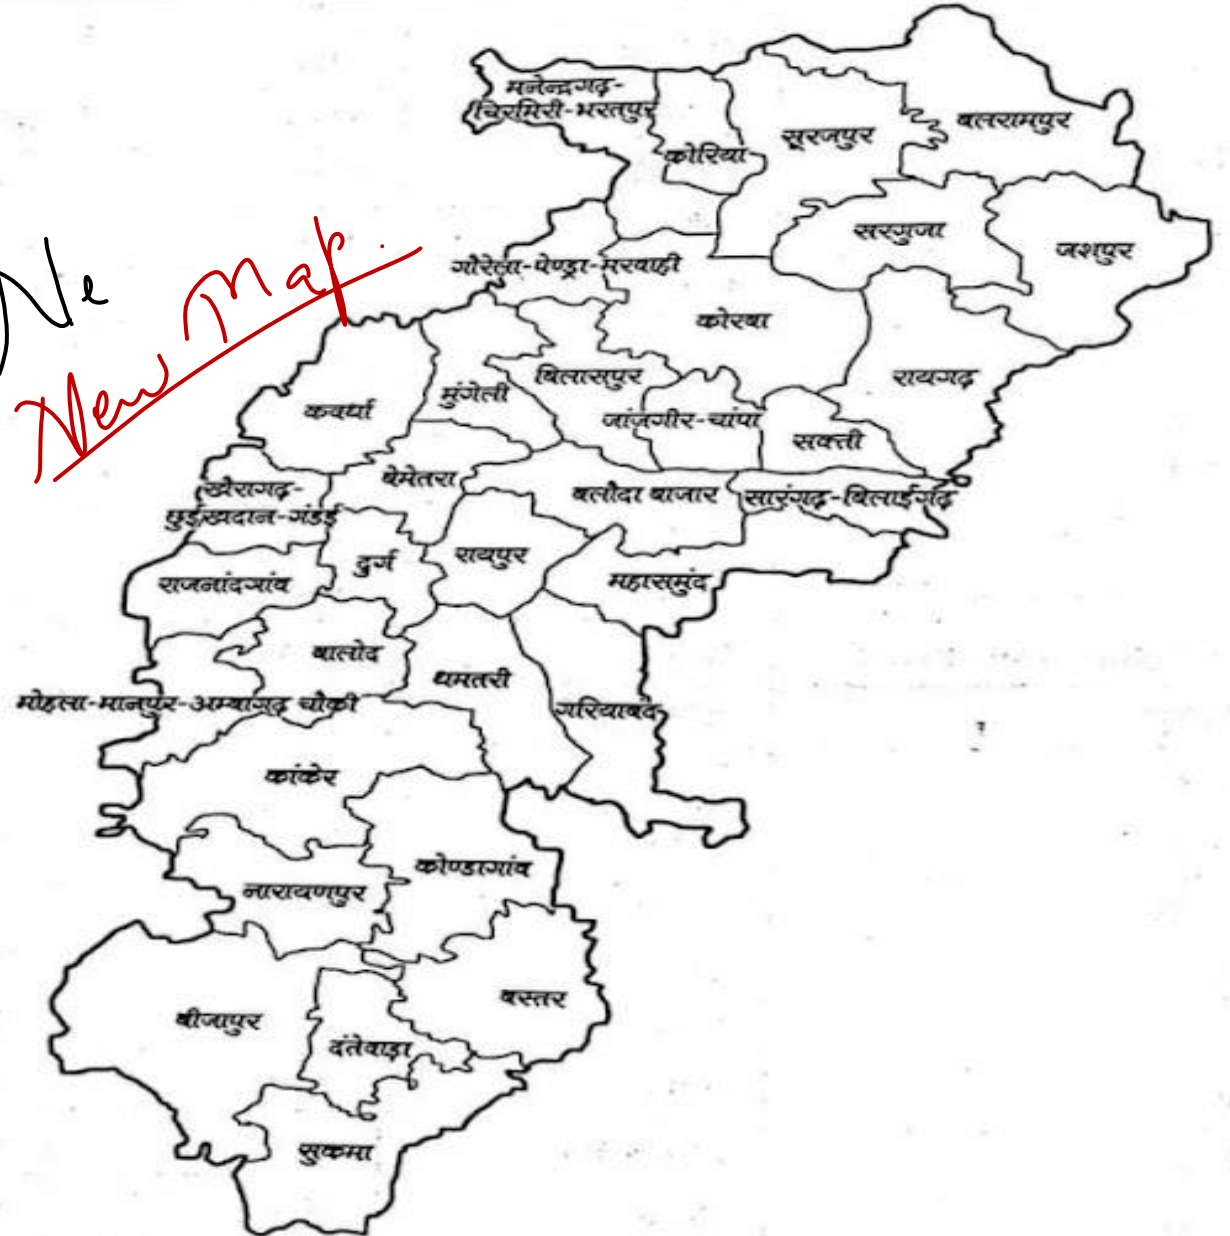 मनेन्द्रगढ़-
चिरमिरी-भरतपुर
कोरिया
सूरजपुर
बलरामपुर
सरगुजा
जशपुर
Ne
New Map
गौरेला-पेण्ड्रा-मरवाही
कोरबा
रायगढ़
बिलासपुर
मुंगेली
कवर्धा
जांजगीर-चांपा
सक्ती
बेमेतरा
खैरागढ़-
छुईखदान-गंडई
बलौदा बाजार
सारंगढ़-बिलाईगढ़
दुर्ग
रायपुर
राजनांदगांव
महासमुंद
बालोद
धमतरी
मोहला-मानपुर-अम्बागढ़ चौकी
गरियाबंद
कांकेर
कोण्डागांव
नारायणपुर
बस्तर
बीजापुर
दंतेवाड़ा
सुकमा